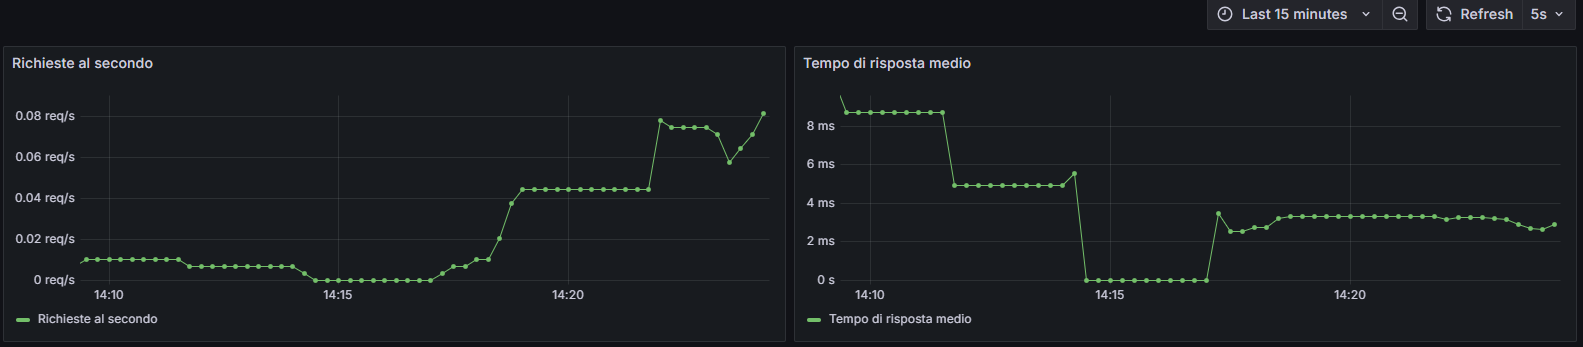 Last 15 minutes Refresh 5s
Richieste al secondo
0.08 req/s
0.06 req/s
0.04 req/s
0.02 req/s
0 req/s
14:10 14:15 14:20
Richieste al secondo
Tempo di risposta medio
8 ms
6 ms
4 ms
2 ms
0 s
14:10 14:15 14:20
Tempo di risposta medio